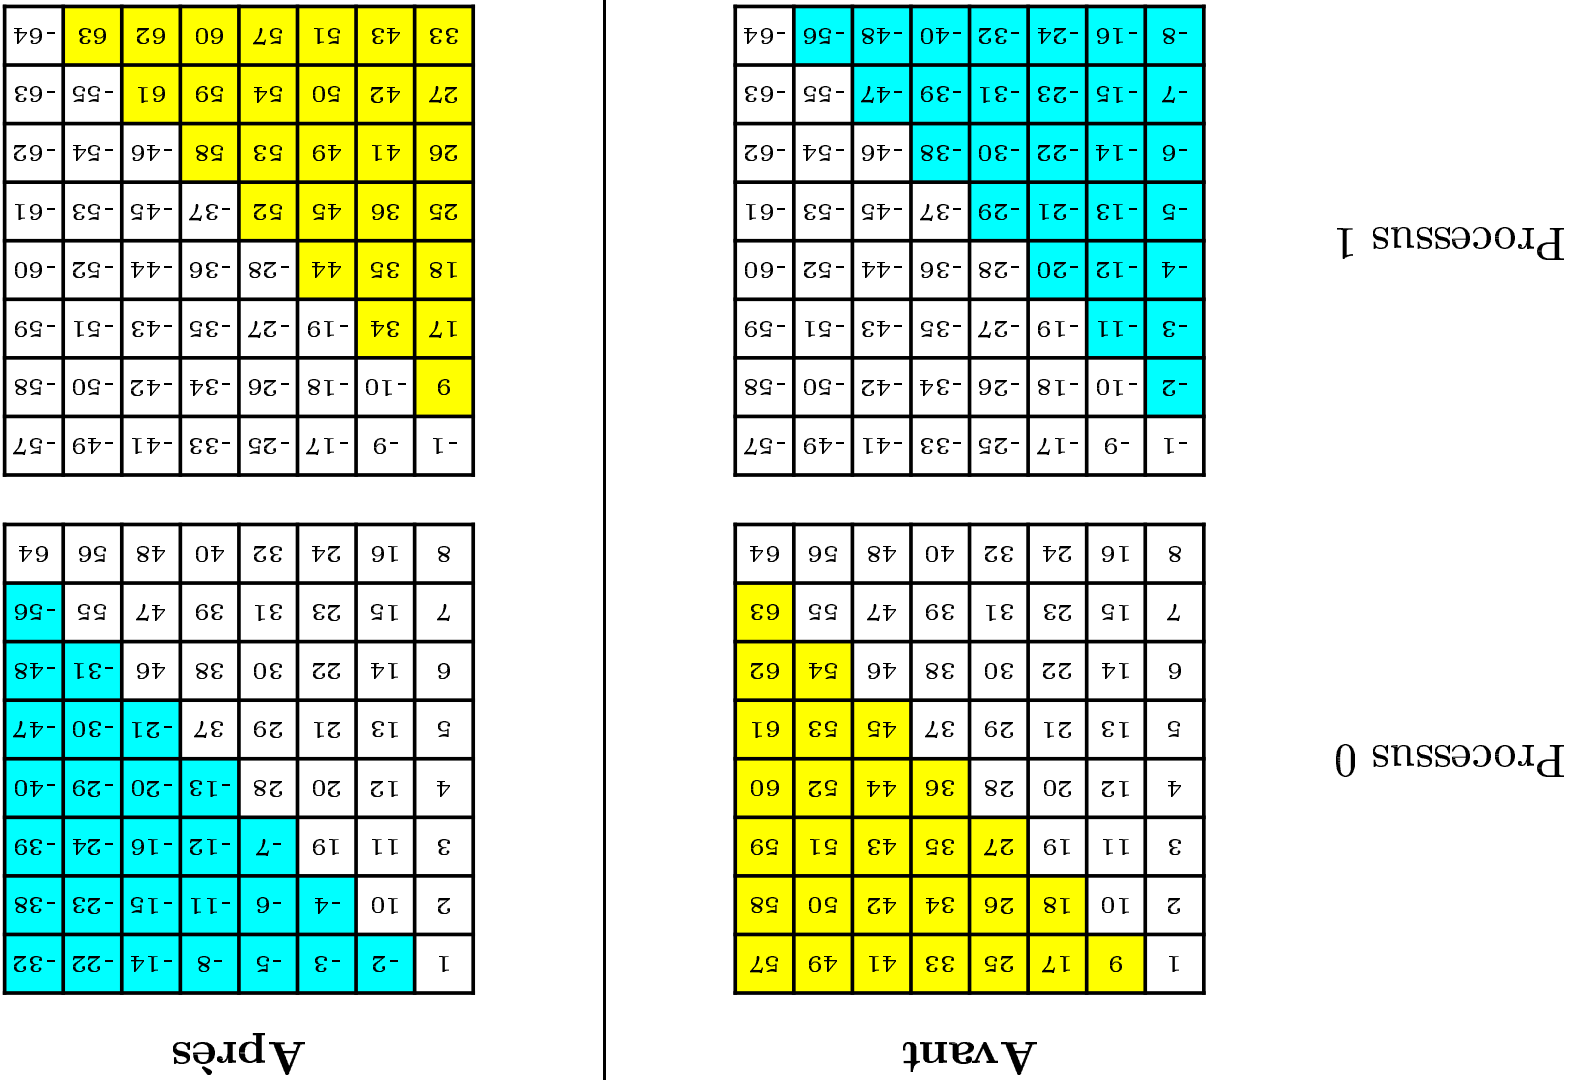 Avant Après
1 9 17 25 33 41 49 57 1 -2 -3 -5 -8 -14 -22 -32
2 10 18 26 34 42 50 58 2 10 -4 -6 -11 -15 -23 -38
3 11 19 27 35 43 51 59 3 11 19 -7 -12 -16 -24 -39
4 12 20 28 36 44 52 60 4 12 20 28 -13 -20 -29 -40
Processus 0
5 13 21 29 37 45 53 61 5 13 21 29 37 -21 -30 -47
6 14 22 30 38 46 54 62 6 14 22 30 38 46 -31 -48
7 15 23 31 39 47 55 63 7 15 23 31 39 47 55 -56
8 16 24 32 40 48 56 64 8 16 24 32 40 48 56 64
-1 -9 -17 -25 -33 -41 -49 -57 -1 -9 -17 -25 -33 -41 -49 -57
-2 -10 -18 -26 -34 -42 -50 -58 9 -10 -18 -26 -34 -42 -50 -58
-3 -11 -19 -27 -35 -43 -51 -59 17 34 -19 -27 -35 -43 -51 -59
-4 -12 -20 -28 -36 -44 -52 -60 18 35 44 -28 -36 -44 -52 -60
Processus 1
-5 -13 -21 -29 -37 -45 -53 -61 25 36 45 52 -37 -45 -53 -61
-6 -14 -22 -30 -38 -46 -54 -62 26 41 49 53 58 -46 -54 -62
-7 -15 -23 -31 -39 -47 -55 -63 27 42 50 54 59 61 -55 -63
-8 -16 -24 -32 -40 -48 -56 -64 33 43 51 57 60 62 63 -64